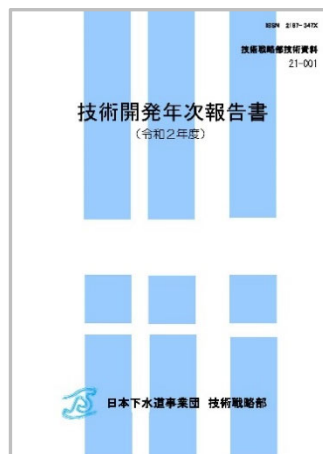 ISSN 2187-347X
技術戦略部技術資料
21-001
技術開発年次報告書
(令和2年度)
日本下水道事業団 技術戦略部